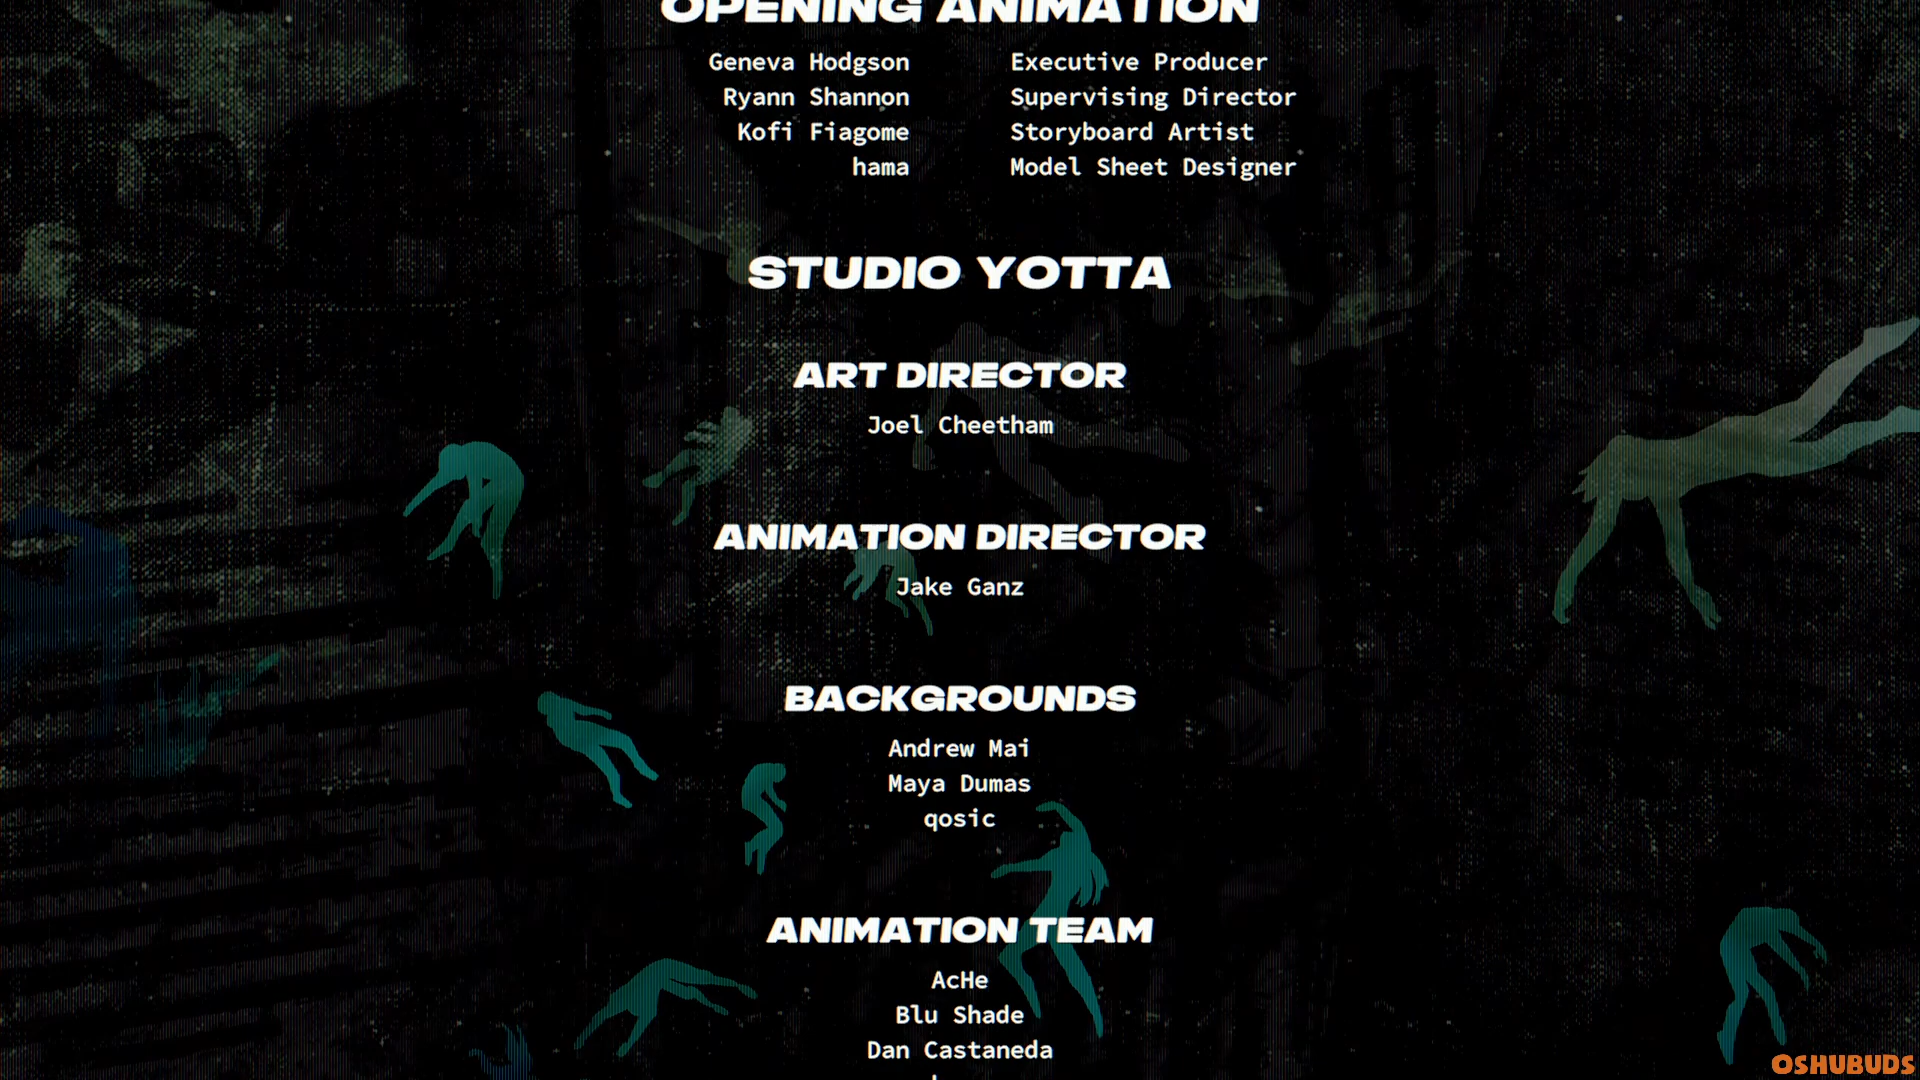 OPENING ANIMATION
Geneva Hodgson Executive Producer
Ryann Shannon Supervising Director
Kofi Fiagome Storyboard Artist
hama Model Sheet Designer
STUDIO YOTTA
ART DIRECTOR
Joel Cheetham
ANIMATION DIRECTOR
Jake Ganz
BACKGROUNDS
Andrew Mai
Maya Dumas
qosic
ANIMATION TEAM
AcHe
Blu Shade
Dan Castaneda
OSHUBUDS